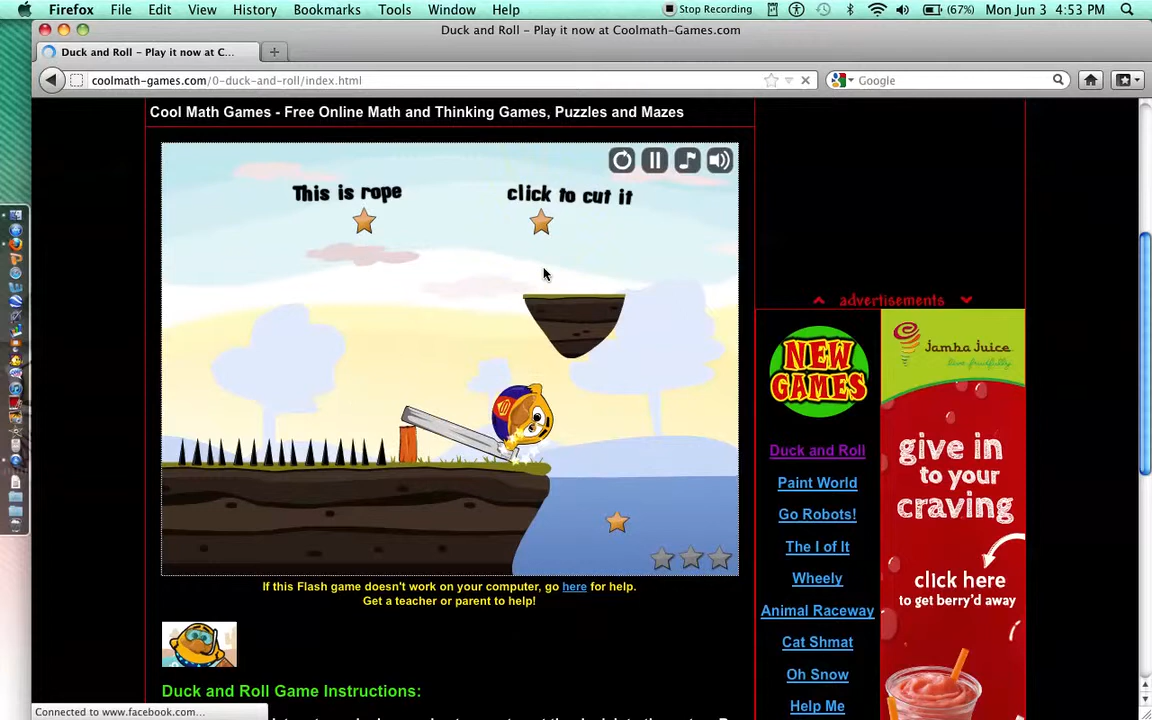 Firefox File Edit View History Bookmarks Tools Window Help Stop Recording (67%) Mon Jun 3 4:53 PM
Duck and Roll - Play it now at Coolmath-Games.com
Duck and Roll - Play it now at C...
coolmath-games.com/0-duck-and-roll/index.html Google
Cool Math Games - Free Online Math and Thinking Games, Puzzles and Mazes
This is rope click to cut it
advertisements
NEW GAMES
Jamba Juice
live fruitfully
give in
to your
craving
click here
to get berry'd away
Duck and Roll
Paint World
Go Robots!
The I of It
Wheely
Animal Raceway
Cat Shmat
Oh Snow
Help Me
If this Flash game doesn't work on your computer, go here for help.
Get a teacher or parent to help!
Duck and Roll Game Instructions:
Connected to www.facebook.com...